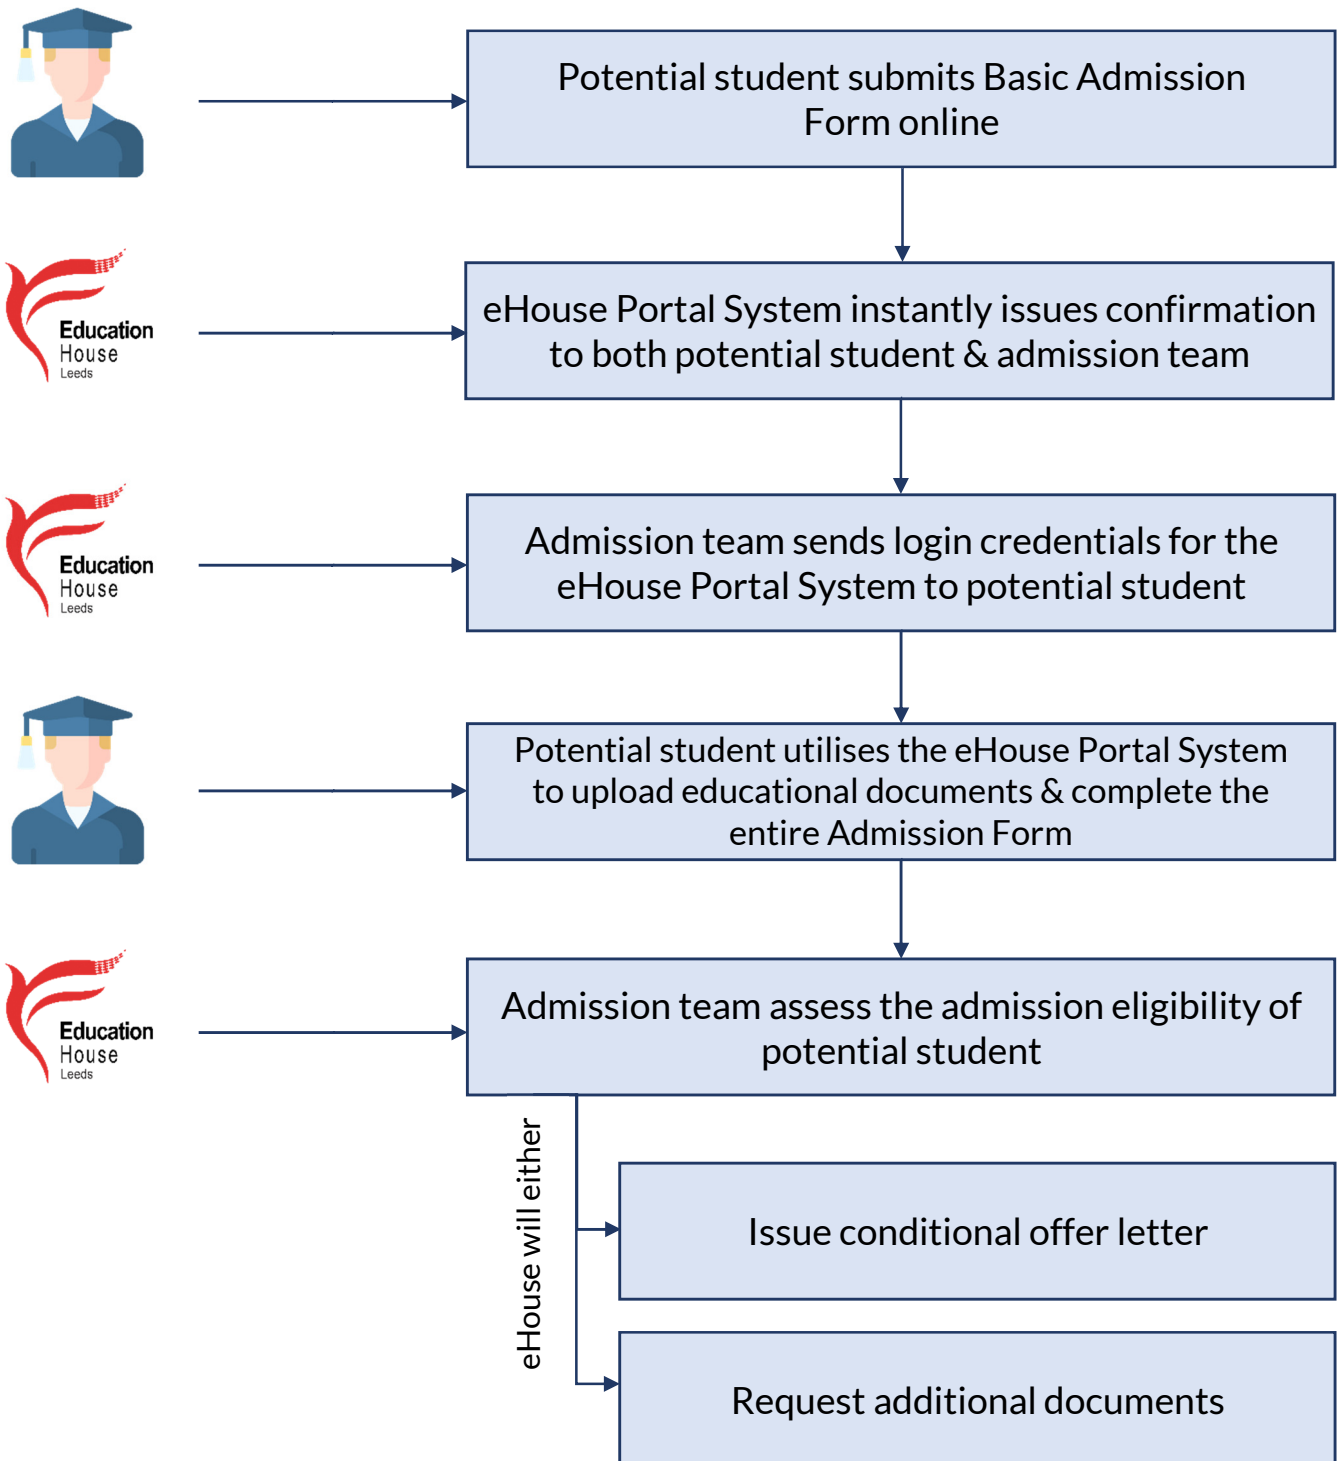 Potential student submits Basic Admission
Form online
Education
House
Leeds
eHouse Portal System instantly issues confirmation
to both potential student & admission team
Education
House
Leeds
Admission team sends login credentials for the
eHouse Portal System to potential student
Potential student utilises the eHouse Portal System
to upload educational documents & complete the
entire Admission Form
Education
House
Leeds
Admission team assess the admission eligibility of
potential student
eHouse will either
Issue conditional offer letter
Request additional documents